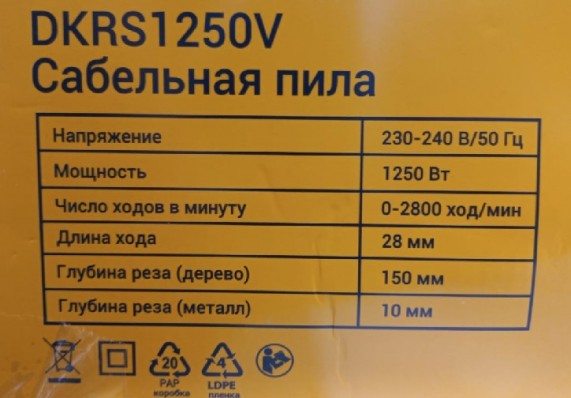 DKRS1250V
Сабельная пила
Напряжение 230-240 В/50 Гц
Мощность 1250 Вт
Число ходов в минуту 0-2800 ход/мин
Длина хода 28 мм
Глубина реза (дерево) 150 мм
Глубина реза (металл) 10 мм
20 4
PAP LDPE
коробка пленка